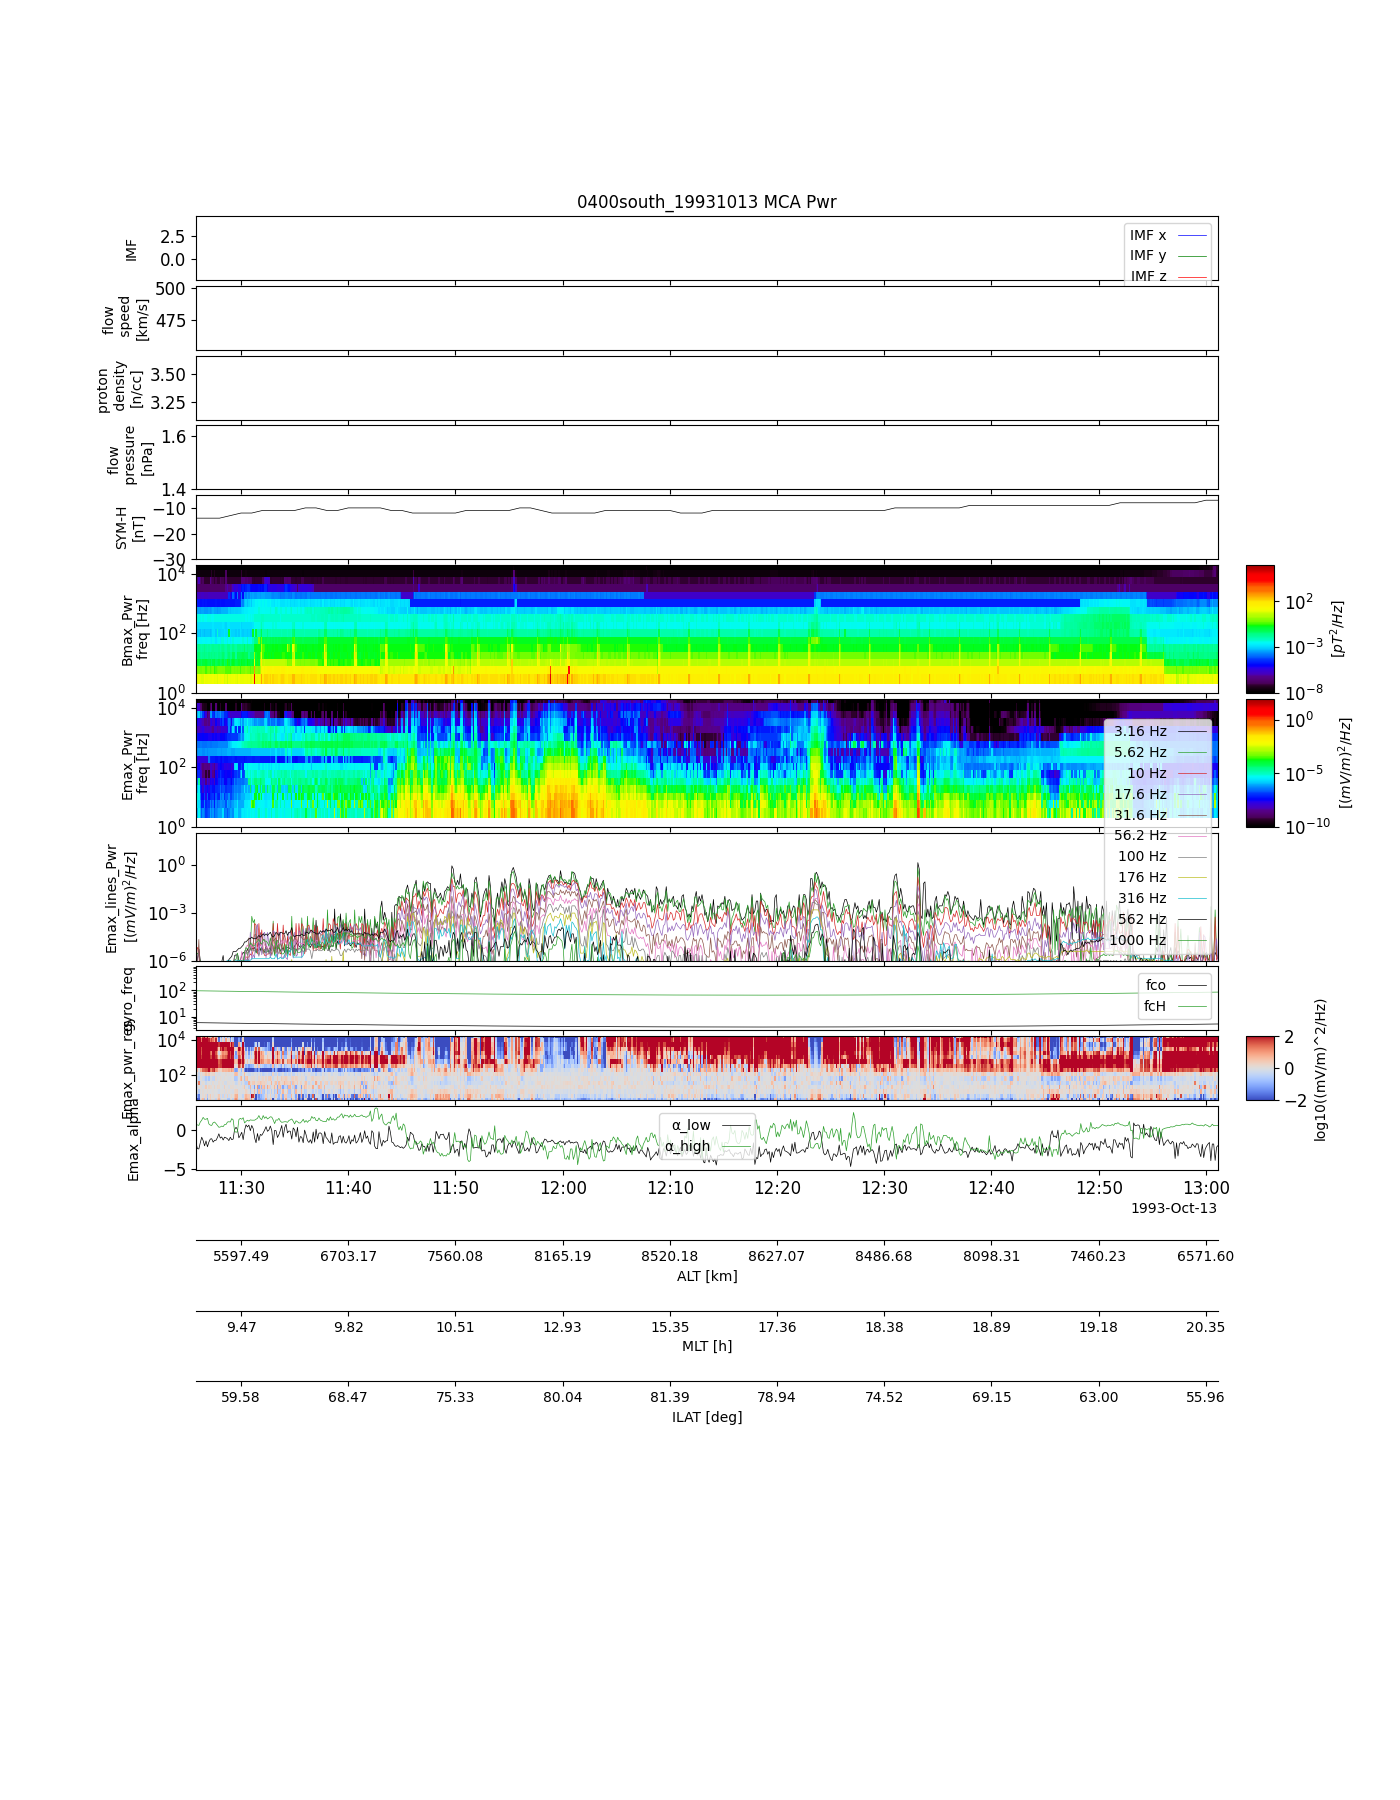 0400south_19931013 MCA Pwr
IMF
2.5
0.0
IMF x
IMF y
IMF z
flow
speed
[km/s]
500
475
proton
density
[n/cc]
3.50
3.25
flow
pressure
[nPa]
1.6
1.4
SYM-H
[nT]
−10
−20
−30
Bmax_Pwr
freq [Hz]
10^4
10^2
10^0
10^2
10^−3
10^−8
[pT^2/Hz]
Emax_Pwr
freq [Hz]
10^4
10^2
10^0
10^0
10^−5
10^−10
[(mV/m)^2/Hz]
3.16 Hz
5.62 Hz
10 Hz
17.6 Hz
31.6 Hz
56.2 Hz
100 Hz
176 Hz
316 Hz
562 Hz
1000 Hz
Emax_lines_Pwr
[(mV/m)^2/Hz]
10^0
10^−3
10^−6
gyro_freq
10^2
10^1
fco
fcH
Emax_pwr_reg
10^4
10^2
2
0
−2
log10((mV/m)^2/Hz)
Emax_alpha
0
−5
α_low
α_high
11:30 11:40 11:50 12:00 12:10 12:20 12:30 12:40 12:50 13:00
1993-Oct-13
5597.49 6703.17 7560.08 8165.19 8520.18 8627.07 8486.68 8098.31 7460.23 6571.60
ALT [km]
9.47 9.82 10.51 12.93 15.35 17.36 18.38 18.89 19.18 20.35
MLT [h]
59.58 68.47 75.33 80.04 81.39 78.94 74.52 69.15 63.00 55.96
ILAT [deg]